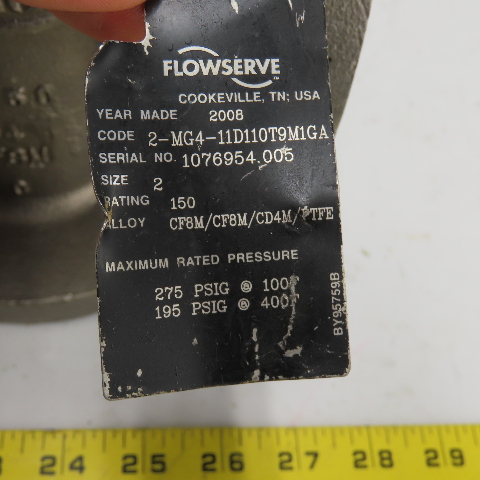 FLOWSERVE
COOKEVILLE, TN; USA
YEAR MADE 2008
CODE 2-MG4-11D110T9M1GA
SERIAL NO. 1076954.005
SIZE 2
RATING 150
ALLOY CF8M/CF8M/CD4M/PTFE
MAXIMUM RATED PRESSURE
275 PSIG @ 100F
195 PSIG @ 400F
BY95759B
24 25 26 27 28 29 30